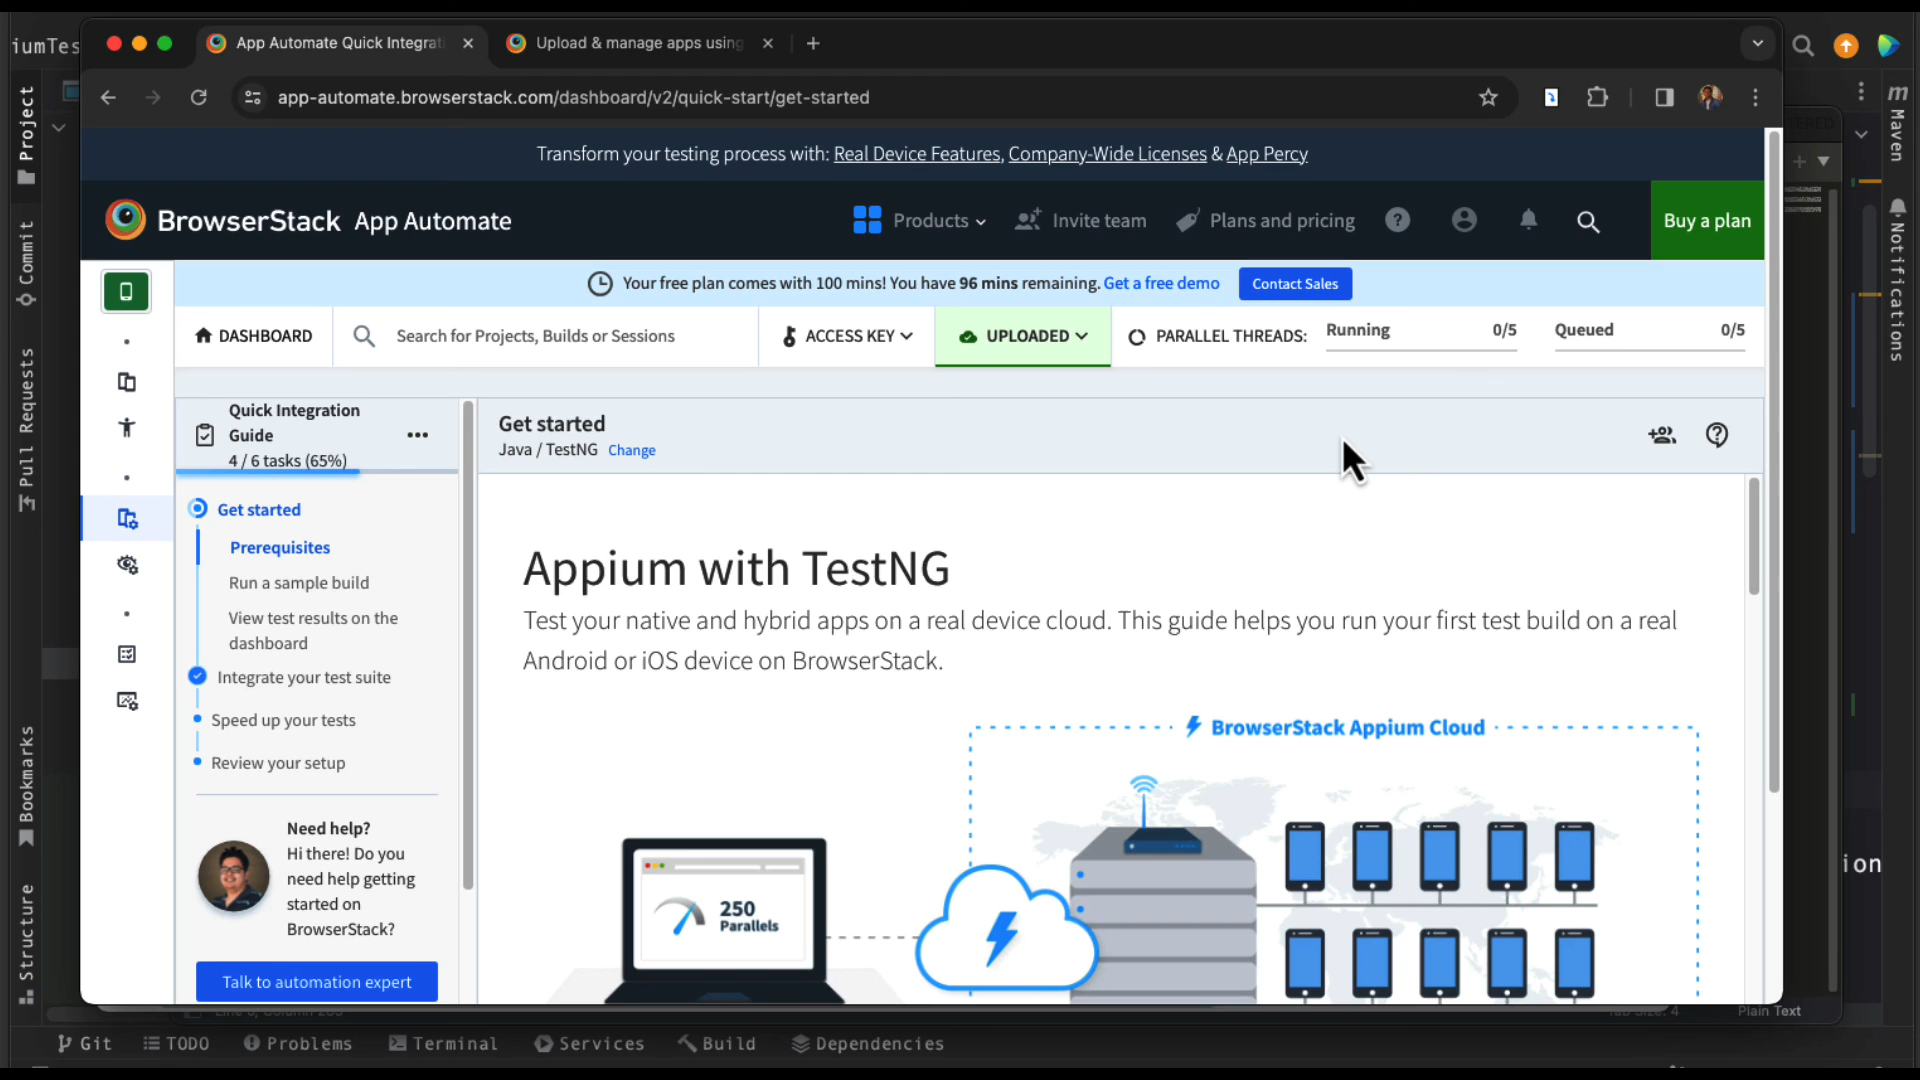 iumTes
App Automate Quick Integrat
Upload & manage apps using
app-automate.browserstack.com/dashboard/v2/quick-start/get-started
Transform your testing process with: Real Device Features, Company-Wide Licenses & App Percy
BrowserStack App Automate
Products
Invite team
Plans and pricing
Buy a plan
Your free plan comes with 100 mins! You have 96 mins remaining. Get a free demo
Contact Sales
DASHBOARD
Search for Projects, Builds or Sessions
ACCESS KEY
UPLOADED
PARALLEL THREADS:
Running 0/5
Queued 0/5
Quick Integration
Guide
4 / 6 tasks (65%)
Get started
Java / TestNG Change
Get started
Prerequisites
Run a sample build
View test results on the
dashboard
Integrate your test suite
Speed up your tests
Review your setup
Need help?
Hi there! Do you
need help getting
started on
BrowserStack?
Talk to automation expert
Appium with TestNG
Test your native and hybrid apps on a real device cloud. This guide helps you run your first test build on a real
Android or iOS device on BrowserStack.
BrowserStack Appium Cloud
250
Parallels
Project
Commit
Pull Requests
Bookmarks
Structure
Maven
Notifications
ion
Plain Text
Git
TODO
Problems
Terminal
Services
Build
Dependencies